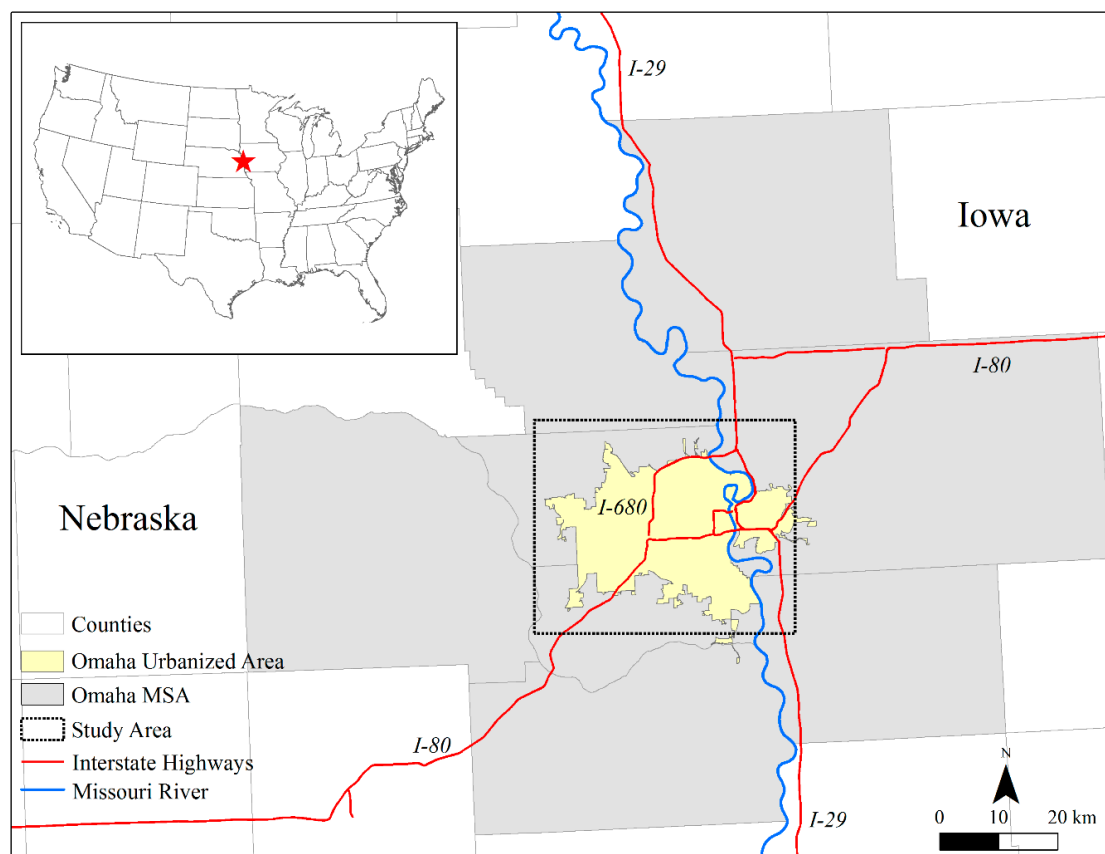 I-29
Iowa
I-80
Nebraska
I-680
Counties
Omaha Urbanized Area
Omaha MSA
Study Area
Interstate Highways
Missouri River
I-80
I-29
N
0 10 20 km